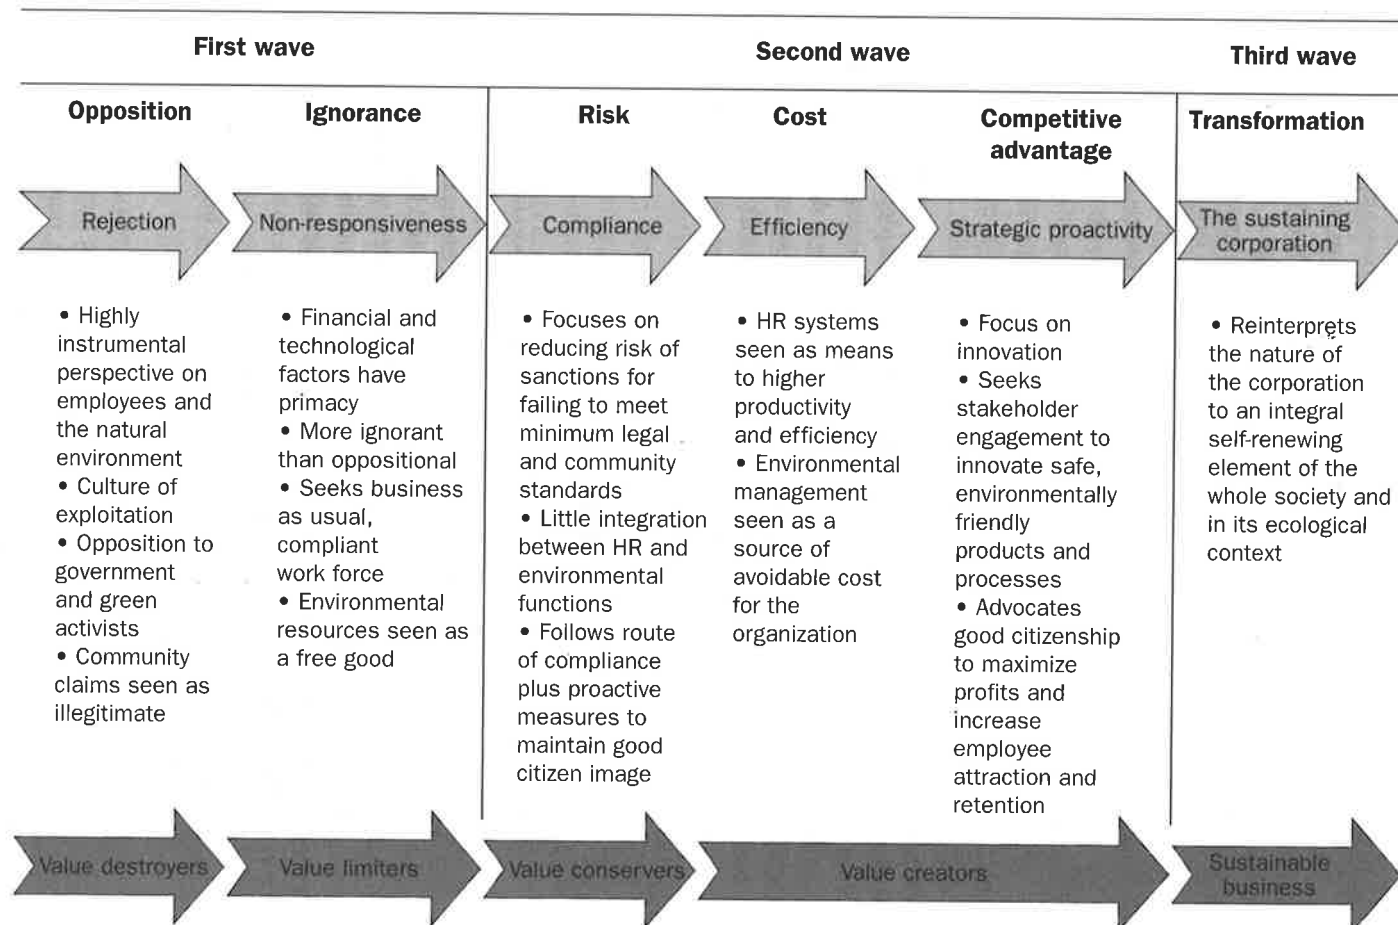 First wave
Second wave
Third wave
Opposition
Ignorance
Risk
Cost
Competitive
advantage
Transformation
Rejection
Non-responsiveness
Compliance
Efficiency
Strategic proactivity
The sustaining
corporation
• Highly
instrumental
perspective on
employees and
the natural
environment
• Culture of
exploitation
• Opposition to
government
and green
activists
• Community
claims seen as
illegitimate
• Financial and
technological
factors have
primacy
• More ignorant
than oppositional
• Seeks business
as usual,
compliant
work force
• Environmental
resources seen as
a free good
• Focuses on
reducing risk of
sanctions for
failing to meet
minimum legal
and community
standards
• Little integration
between HR and
environmental
functions
• Follows route
of compliance
plus proactive
measures to
maintain good
citizen image
• HR systems
seen as means
to higher
productivity
and efficiency
• Environmental
management
seen as a
source of
avoidable cost
for the
organization
• Focus on
innovation
• Seeks
stakeholder
engagement to
innovate safe,
environmentally
friendly
products and
processes
• Advocates
good citizenship
to maximize
profits and
increase
employee
attraction and
retention
• Reinterprets
the nature of
the corporation
to an integral
self-renewing
element of the
whole society and
in its ecological
context
Value destroyers
Value limiters
Value conservers
Value creators
Sustainable
business